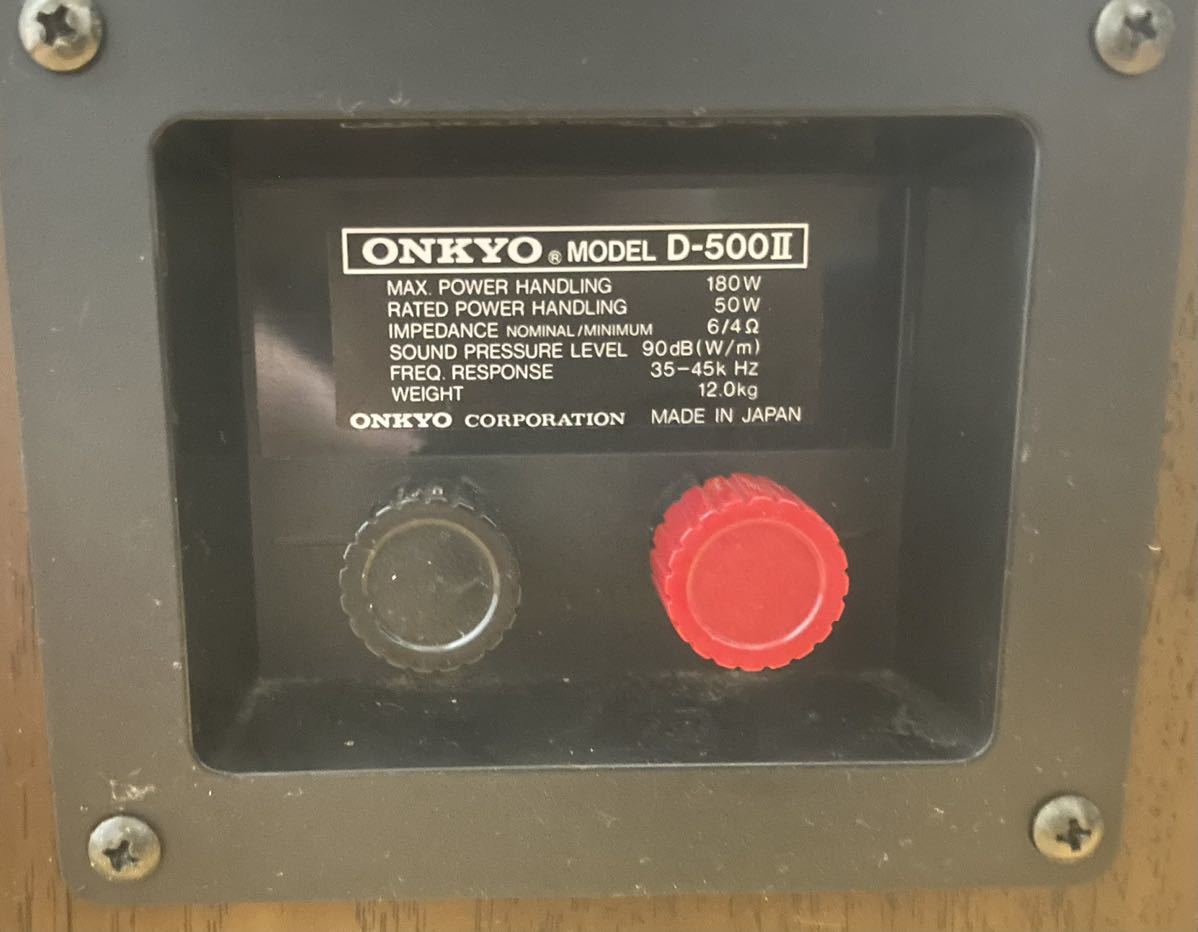 ONKYO® MODEL D-500II
MAX. POWER HANDLING 180W
RATED POWER HANDLING 50W
IMPEDANCE NOMINAL/MINIMUM 6/4Ω
SOUND PRESSURE LEVEL 90dB(W/m)
FREQ. RESPONSE 35-45k Hz
WEIGHT 12.0kg
ONKYO CORPORATION MADE IN JAPAN